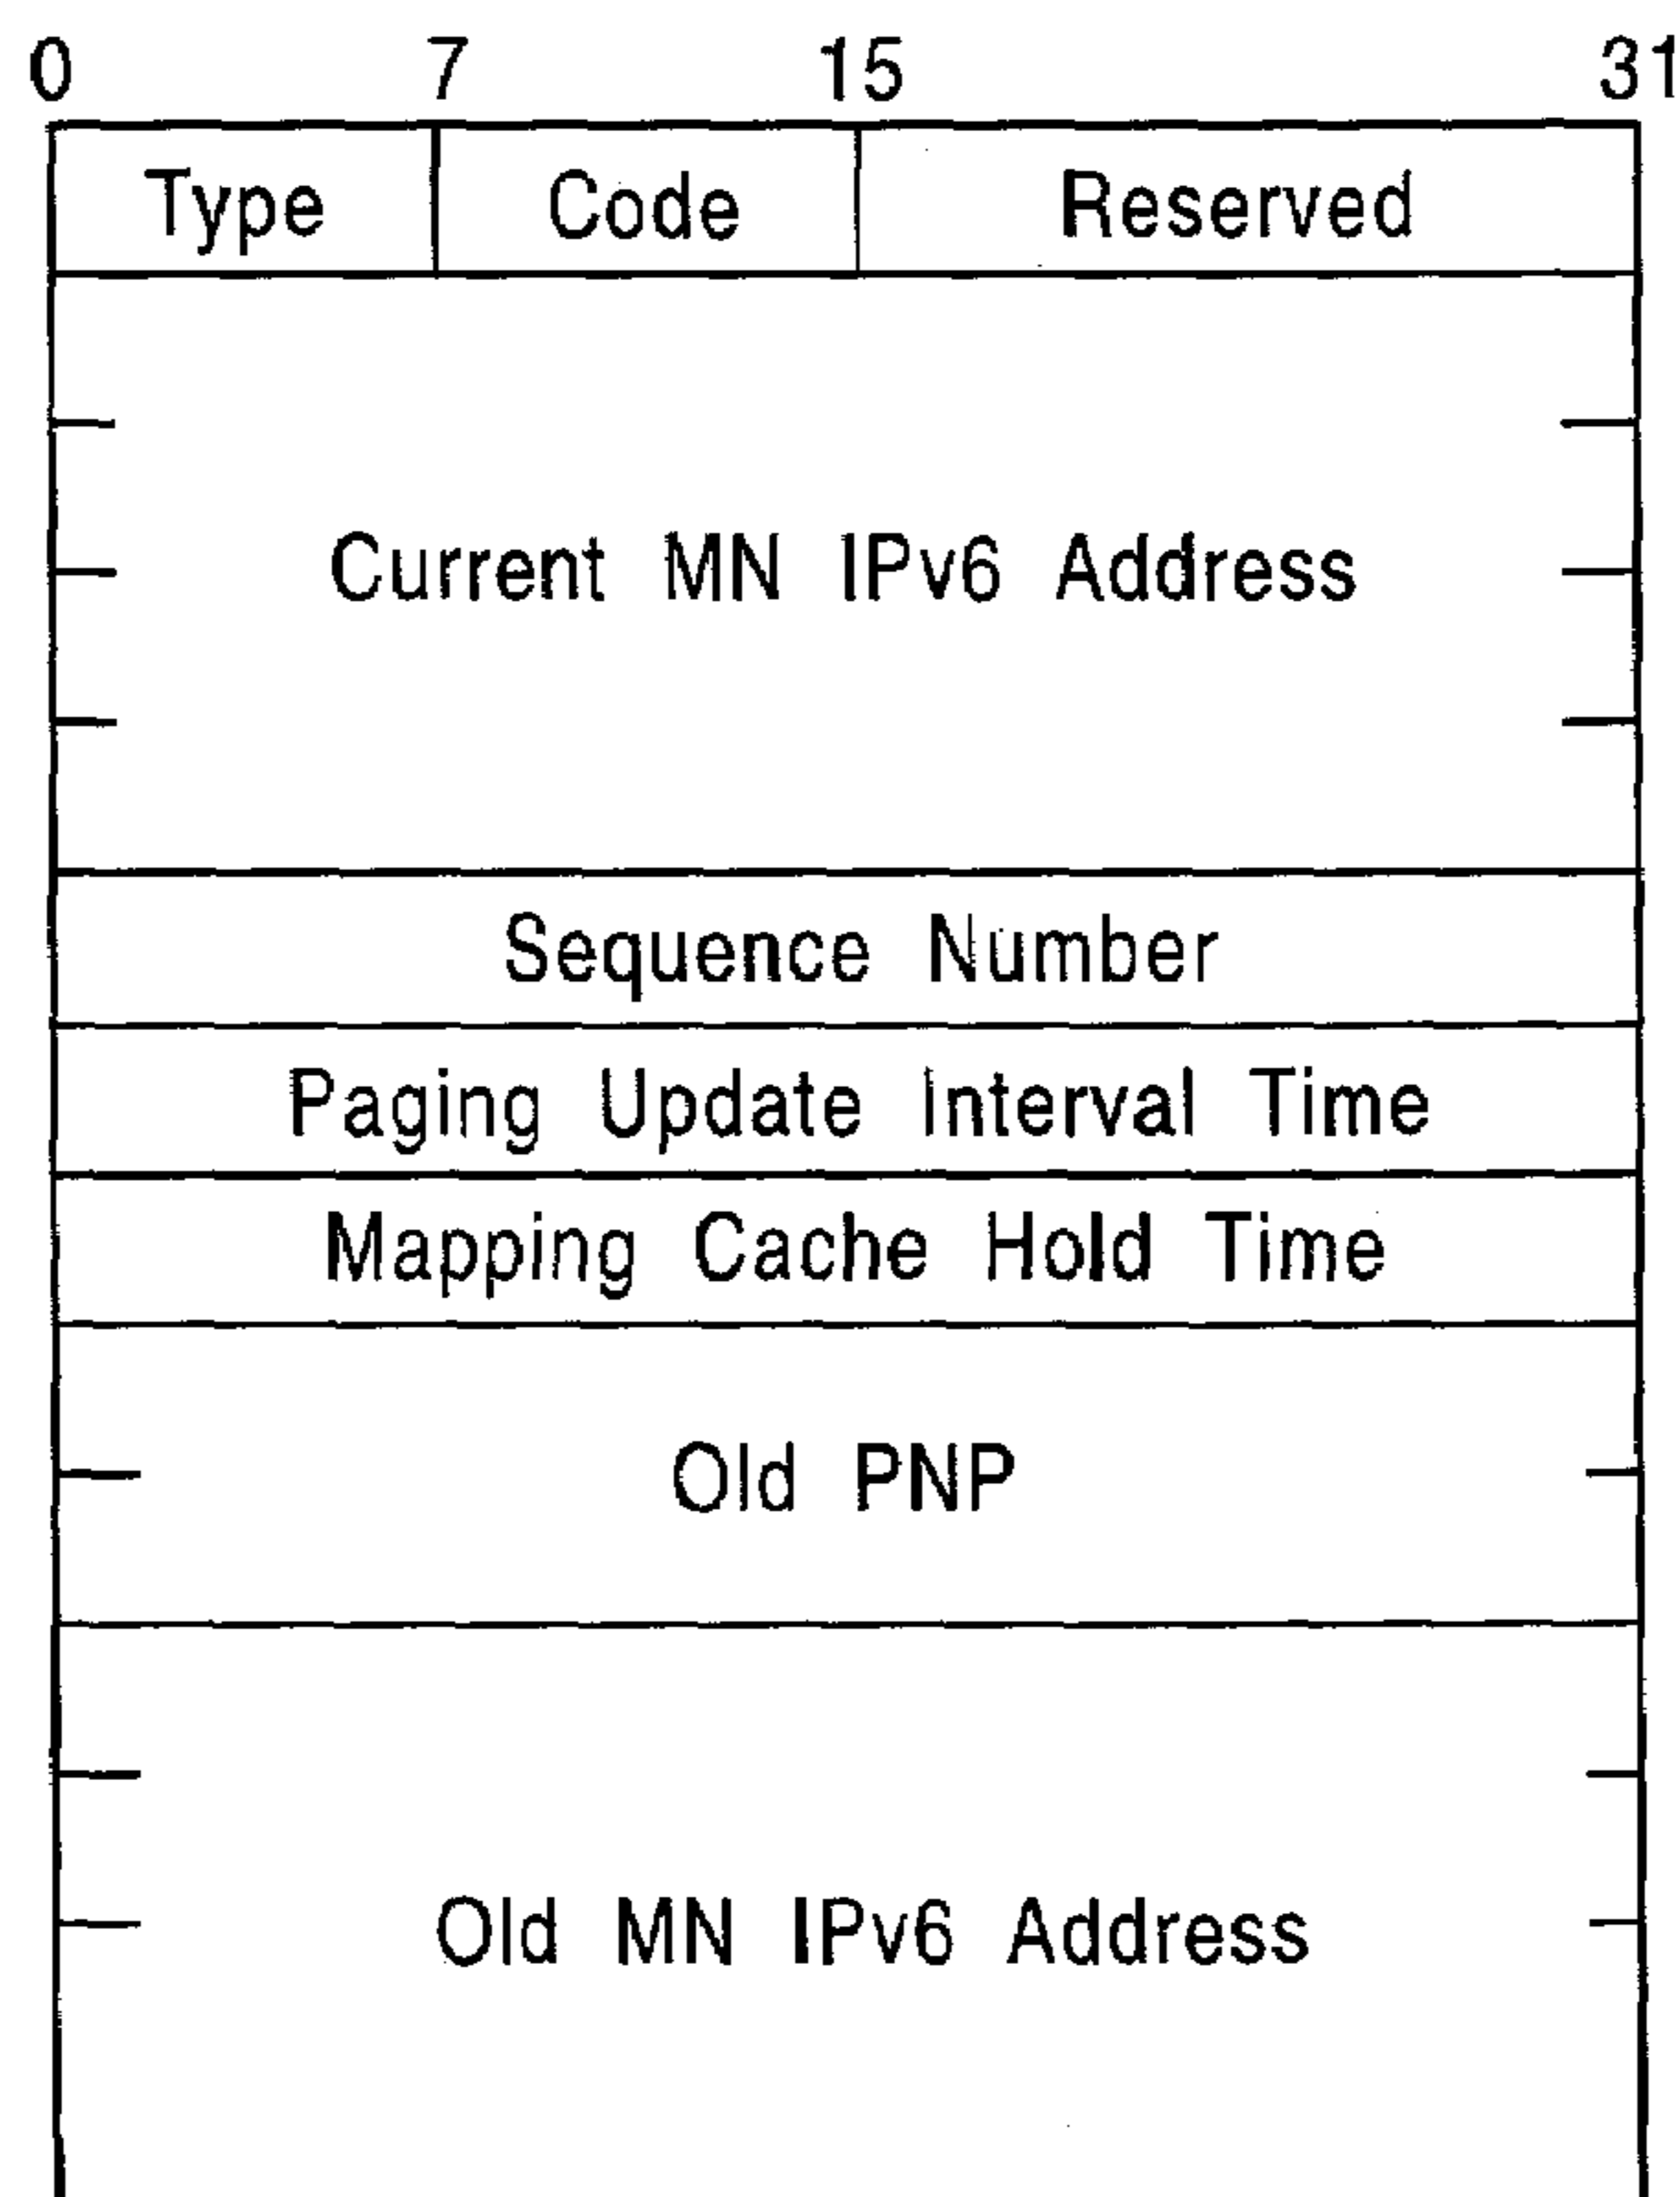 0 7 15 31
Type Code Reserved
Current MN IPv6 Address
Sequence Number
Paging Update Interval Time
Mapping Cache Hold Time
Old PNP
Old MN IPv6 Address